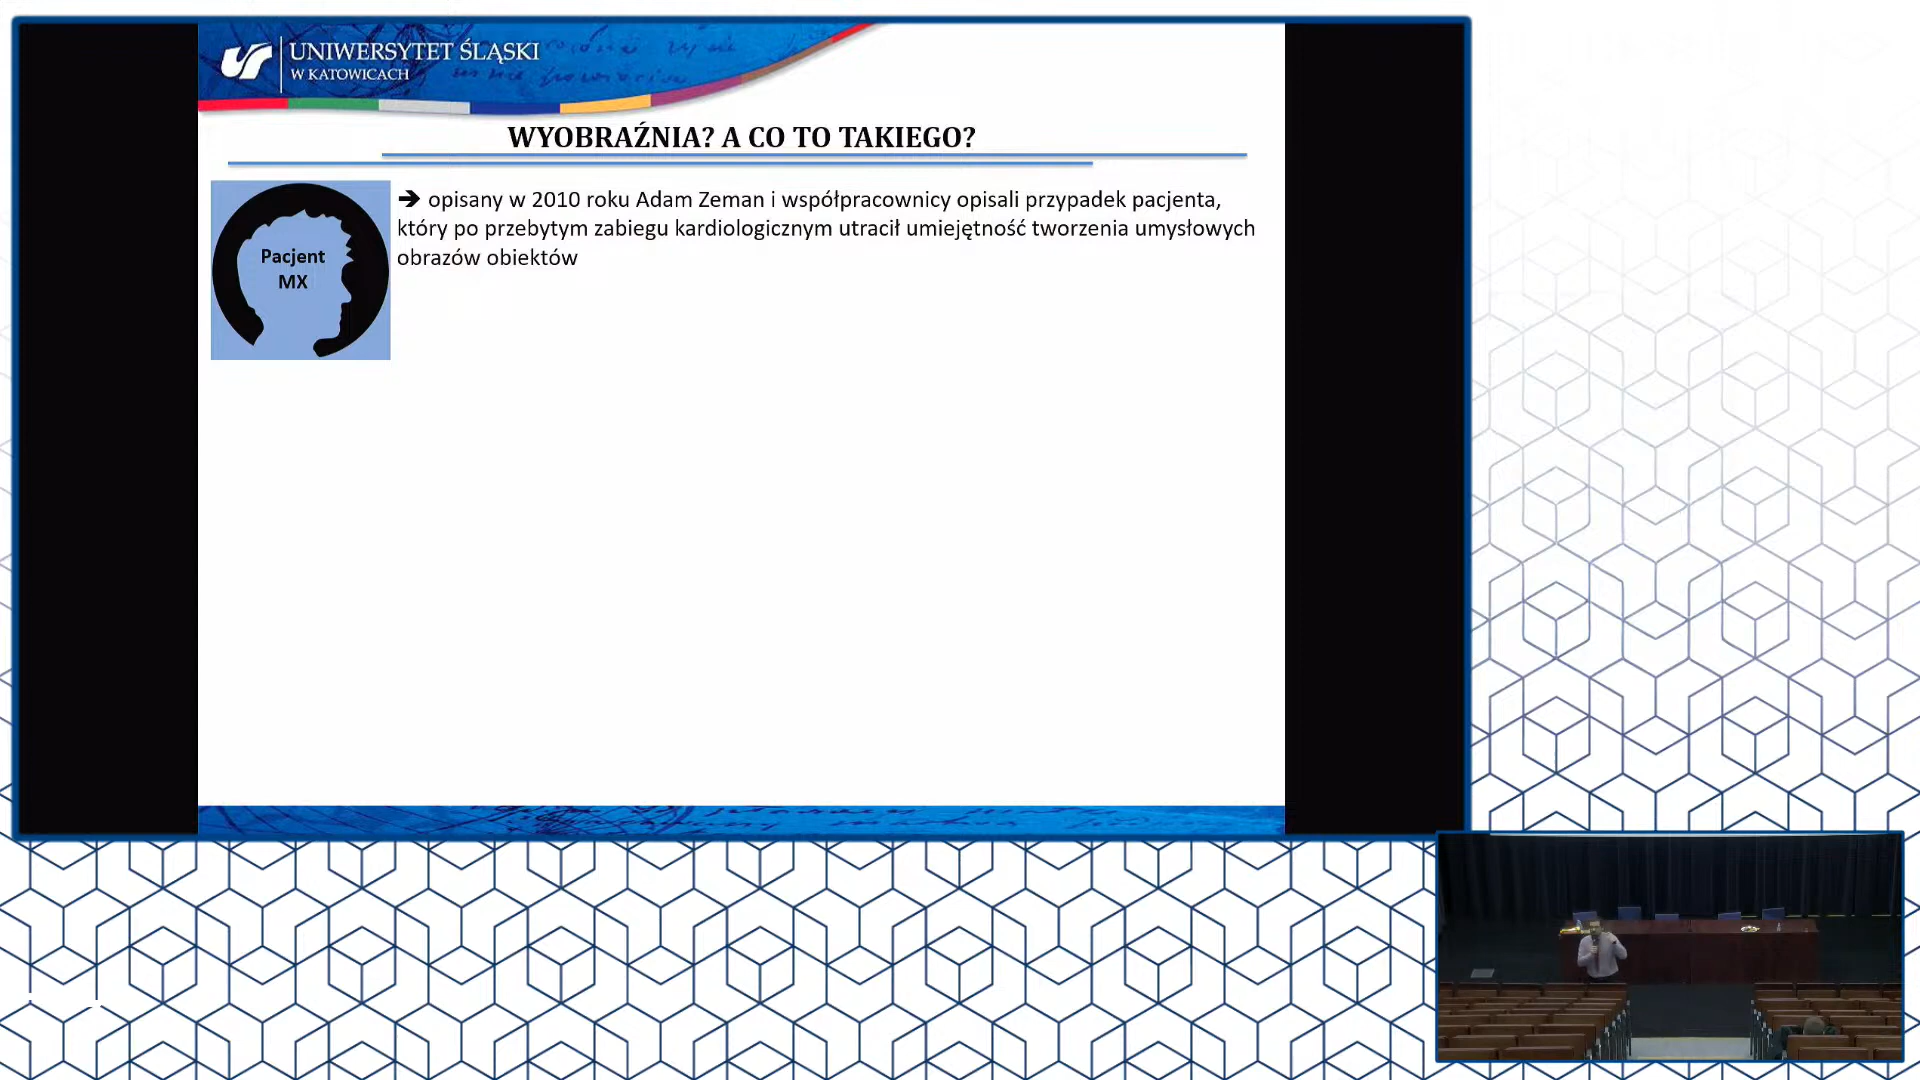 UNIWERSYTET ŚLĄSKI
W KATOWICACH
WYOBRAŹNIA? A CO TO TAKIEGO?
Pacjent
MX
➔ opisany w 2010 roku Adam Zeman i współpracownicy opisali przypadek pacjenta,
który po przebytym zabiegu kardiologicznym utracił umiejętność tworzenia umysłowych
obrazów obiektów